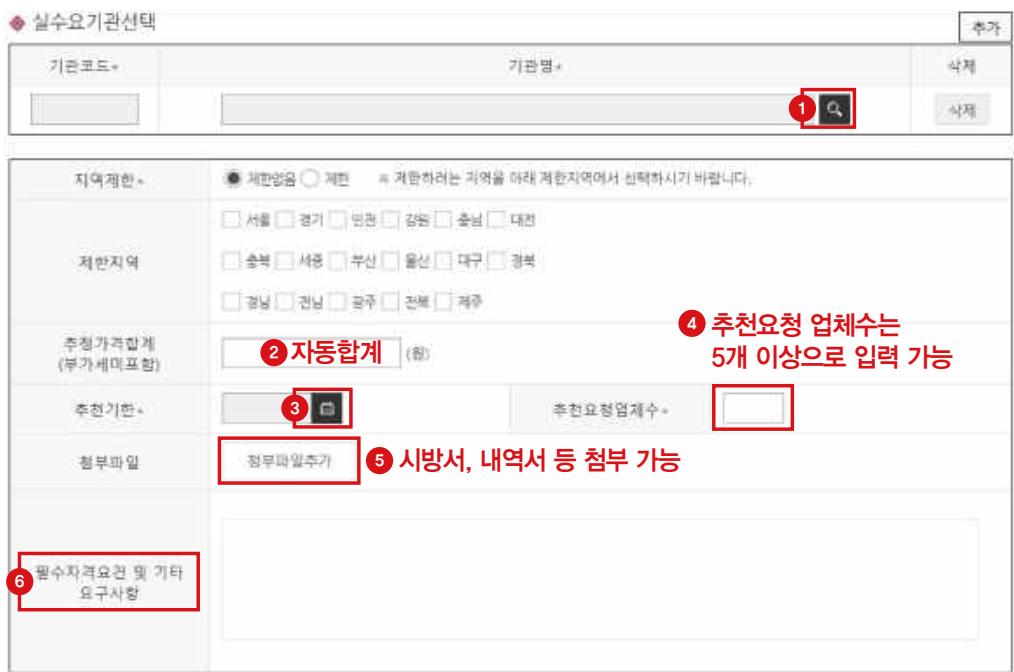 실수요기관선택
추가
기관코드* 기관명* 삭제
1 삭제
지역제한* 제한없음 제한 ※ 제한하려는 지역을 아래 제한지역에서 선택하시기 바랍니다.
서울 경기 인천 강원 충남 대전
제한지역 충북 세종 부산 울산 대구 경북
경남 전남 광주 전북 제주
추정가격합계
(부가세미포함)
2 자동합계 (원)
4 추천요청 업체수는
5개 이상으로 입력 가능
추천기한* 3 추천요청업체수*
첨부파일 첨부파일추가 5 시방서, 내역서 등 첨부 가능
6 필수자격요건 및 기타
요구사항